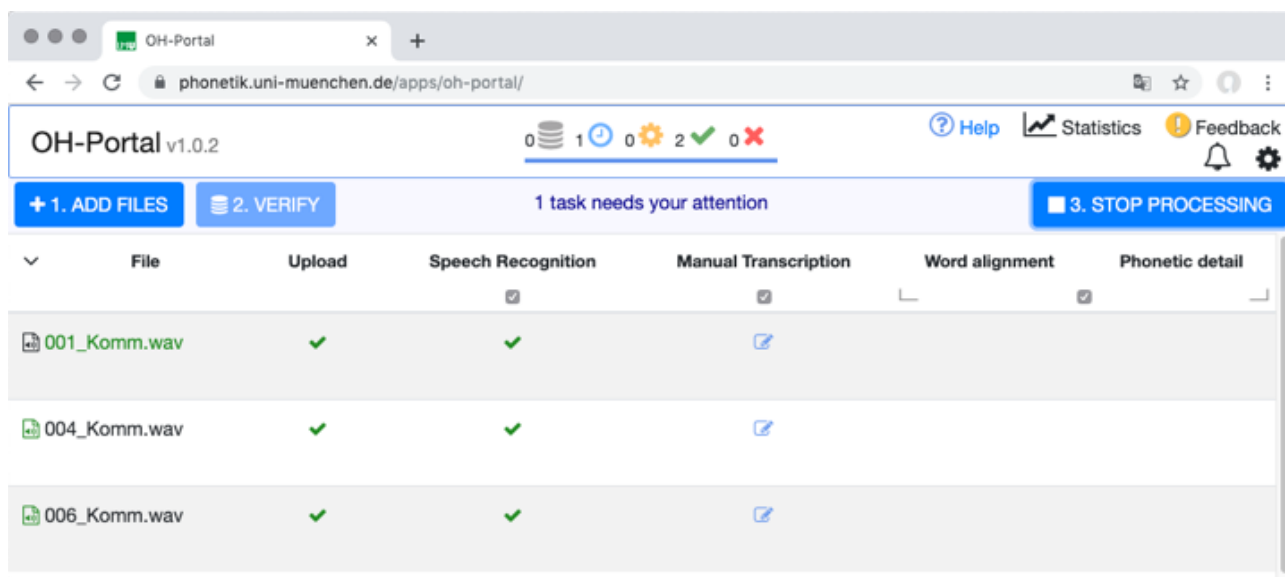 OH-Portal × +
phonetik.uni-muenchen.de/apps/oh-portal/
OH-Portal v1.0.2 0 1 0 2 0 Help Statistics Feedback
+ 1. ADD FILES 2. VERIFY 1 task needs your attention 3. STOP PROCESSING
File Upload Speech Recognition Manual Transcription Word alignment Phonetic detail
001_Komm.wav
004_Komm.wav
006_Komm.wav